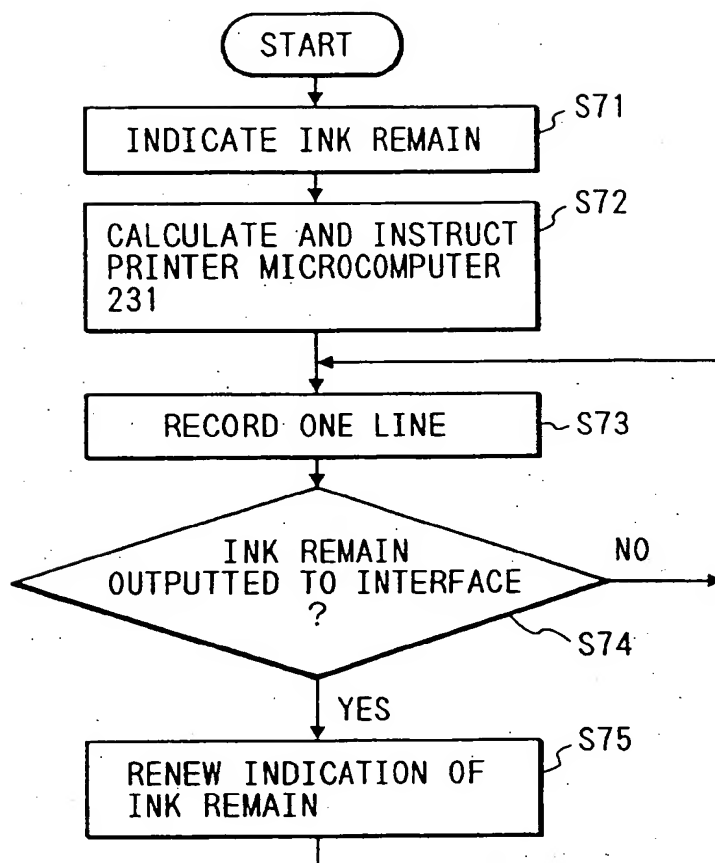 START
INDICATE INK REMAIN
S71
CALCULATE AND INSTRUCT
PRINTER MICROCOMPUTER
231
S72
RECORD ONE LINE
S73
INK REMAIN
OUTPUTTED TO INTERFACE
?
NO
S74
YES
RENEW INDICATION OF
INK REMAIN
S75